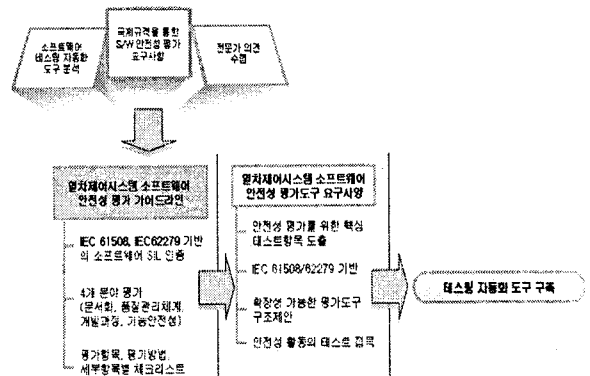 소프트웨어
테스팅 자동화
도구 분석
국제규격을 통한
S/W 안전성 평가
요구사항
전문가 의견
수렴
열차제어시스템 소프트웨어
안전성 평가 가이드라인
IEC 61508, IEC62279 기반
의 소프트웨어 SIL 인증
4개 분야 평가
(문서화, 품질관리체계,
개발과정, 기능안전성)
평가항목, 평가방법,
세부항목별 체크리스트
열차제어시스템 소프트웨어
안전성 평가도구 요구사양
안전성 평가를 위한 핵심
테스트항목 도출
IEC 61508/62279 기반
확장성 가능한 평가도구
구조제안
안전성 활동의 테스트 접목
테스팅 자동화 도구 구축